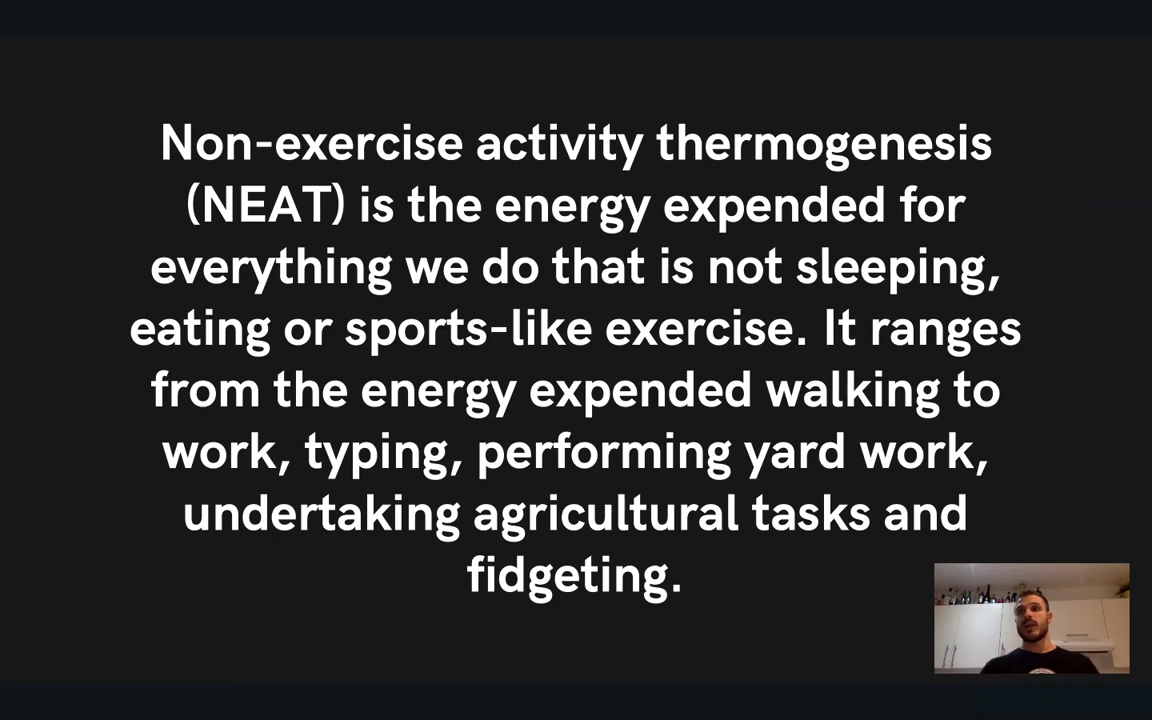 Non-exercise activity thermogenesis
(NEAT) is the energy expended for
everything we do that is not sleeping,
eating or sports-like exercise. It ranges
from the energy expended walking to
work, typing, performing yard work,
undertaking agricultural tasks and
fidgeting.